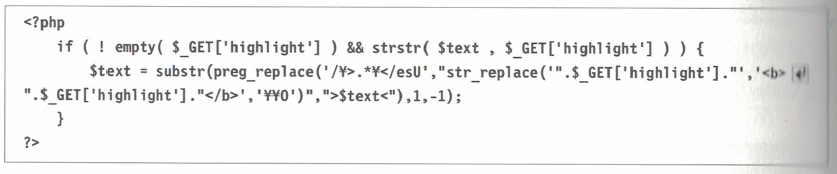 <?php
if ( ! empty( $_GET['highlight'] ) && strstr( $text , $_GET['highlight'] ) ) {
$text = substr(preg_replace('/¥>.*¥</esU',"str_replace('".$_GET['highlight']."','<b> ↲
".$_GET['highlight']."</b>','¥¥0')",">$text<"),1,-1);
}
?>